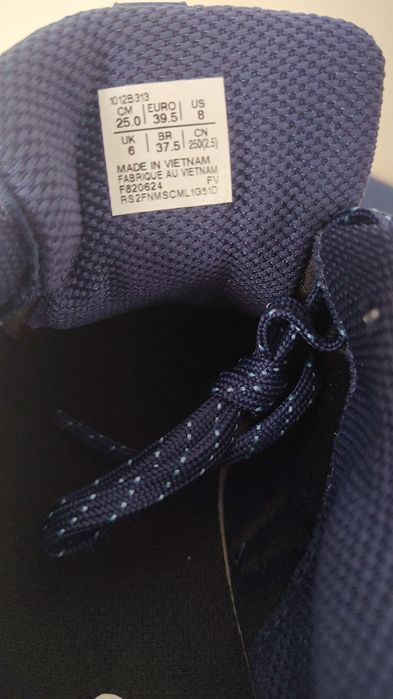 1012B313
CM EURO US
25.0 39.5 8
UK BR CN
6 37.5 250(2.5)
MADE IN VIETNAM
FABRIQUE AU VIETNAM
F820624 FV
RS2FNMSCML1G51D